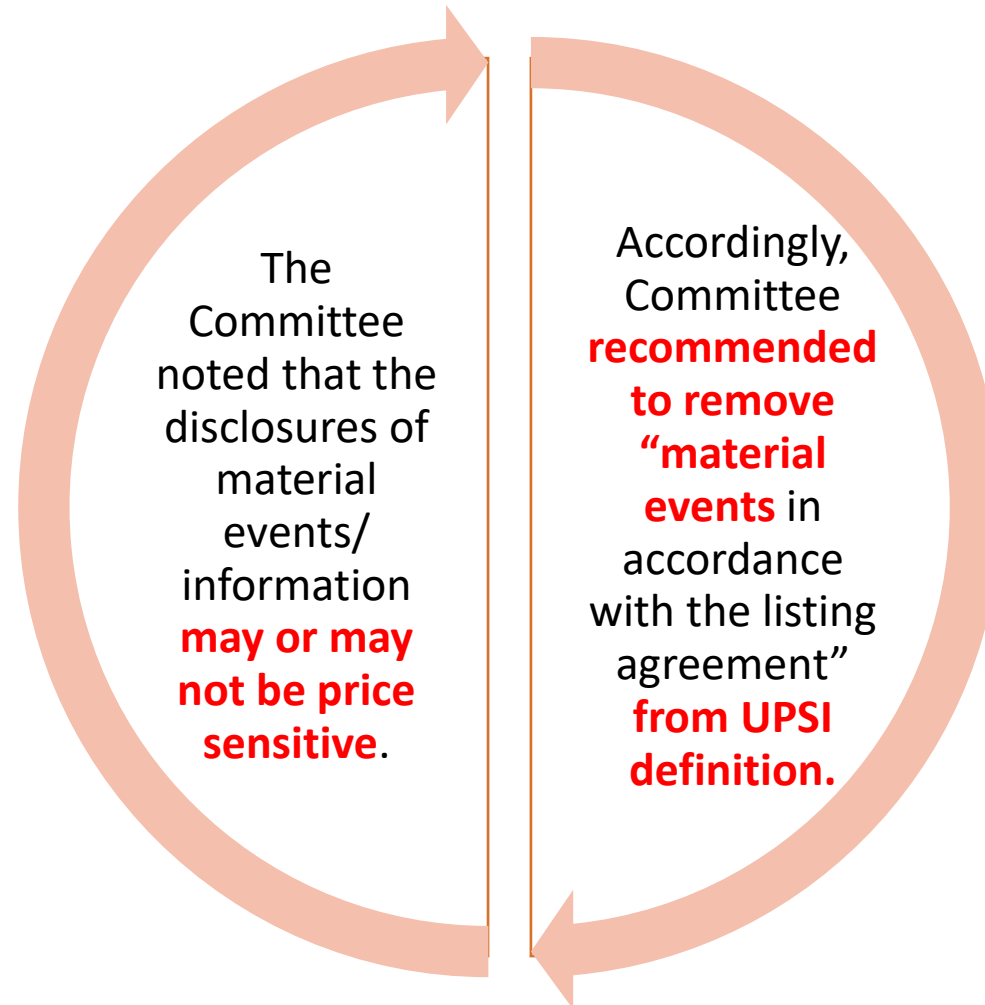 The
Committee
noted that the
disclosures of
material
events/
information
may or may
not be price
sensitive.
Accordingly,
Committee
recommended
to remove
“material
events in
accordance
with the listing
agreement”
from UPSI
definition.